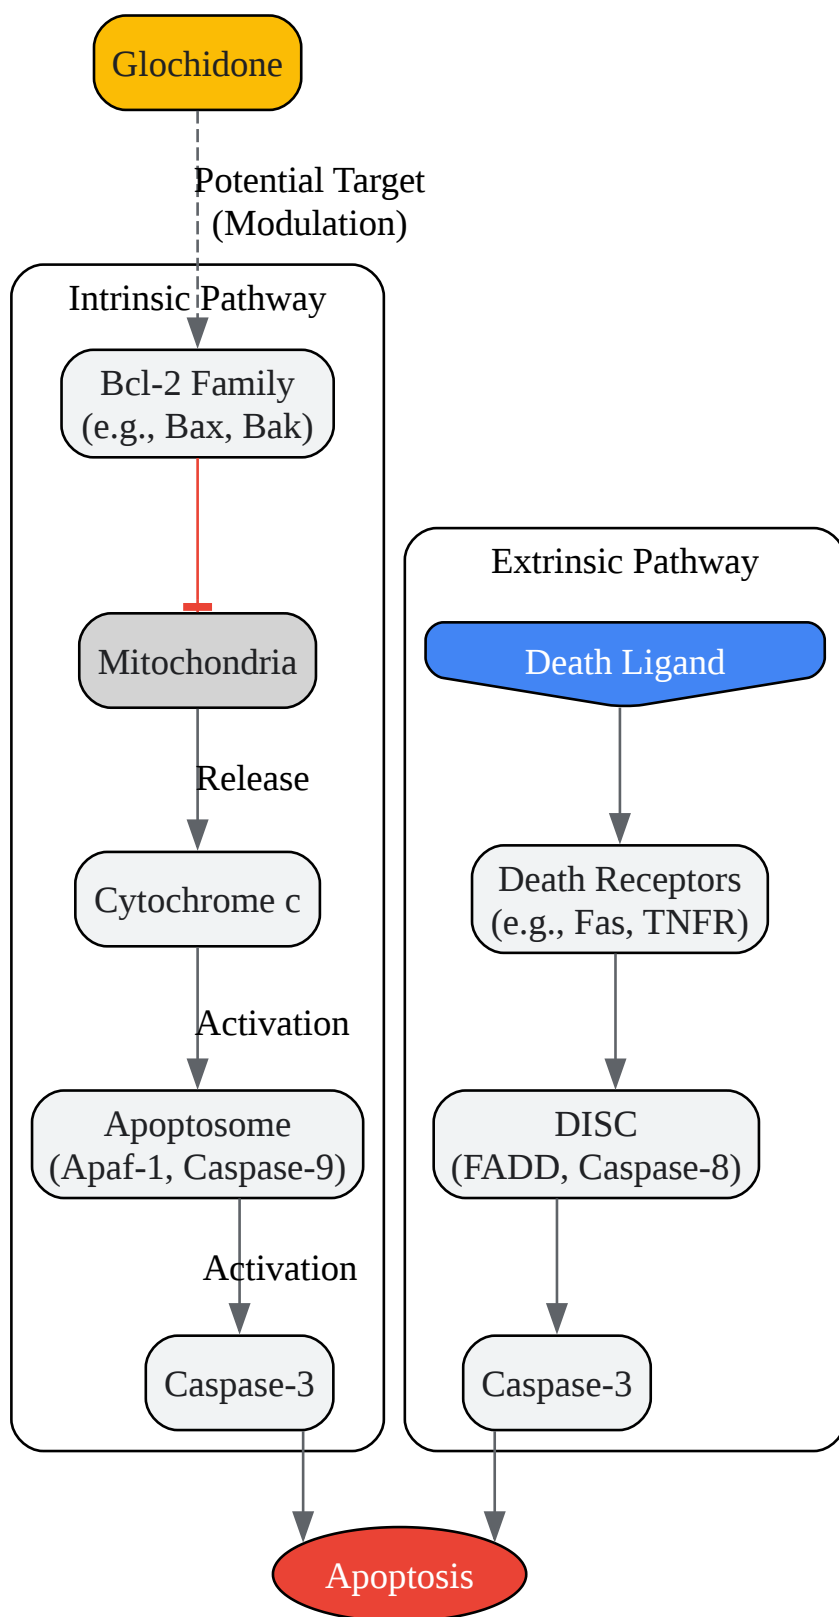 Glochidone
Potential Target
(Modulation)
Intrinsic Pathway
Bcl-2 Family
(e.g., Bax, Bak)
Mitochondria
Release
Cytochrome c
Activation
Apoptosome
(Apaf-1, Caspase-9)
Activation
Caspase-3
Extrinsic Pathway
Death Ligand
Death Receptors
(e.g., Fas, TNFR)
DISC
(FADD, Caspase-8)
Caspase-3
Apoptosis